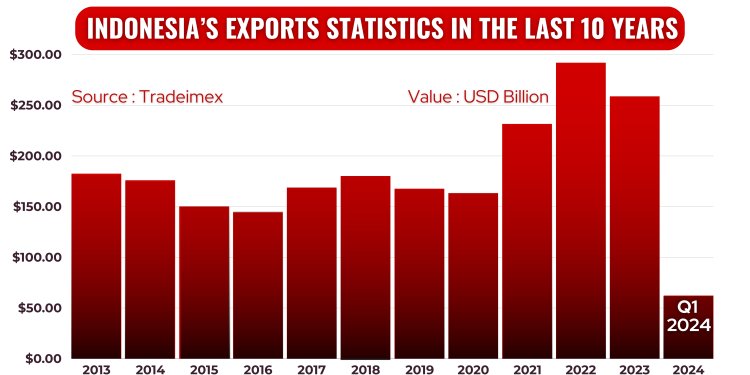 INDONESIA'S EXPORTS STATISTICS IN THE LAST 10 YEARS
$300.00
Source : Tradeimex
Value : USD Billion
$250.00
$200.00
$150.00
$100.00
$50.00
Q1
2024
$0.00
2013 2014 2015 2016 2017 2018 2019 2020 2021 2022 2023 2024